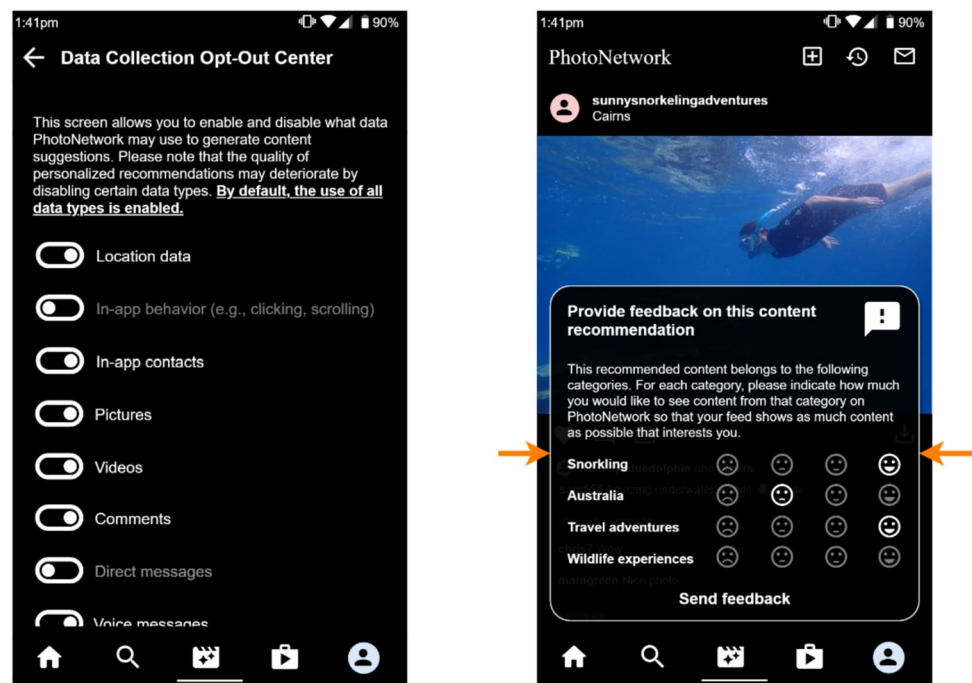 1:41pm
90%
Data Collection Opt-Out Center
This screen allows you to enable and disable what data
PhotoNetwork may use to generate content
suggestions. Please note that the quality of
personalized recommendations may deteriorate by
disabling certain data types. By default, the use of all
data types is enabled.
Location data
In-app behavior (e.g., clicking, scrolling)
In-app contacts
Pictures
Videos
Comments
Direct messages
Voice messages
1:41pm
90%
PhotoNetwork
sunnysnorkelingadventures
Cairns
Provide feedback on this content
recommendation
This recommended content belongs to the following
categories. For each category, please indicate how much
you would like to see content from that category on
PhotoNetwork so that your feed shows as much content
as possible that interests you.
Snorkling
bluedolphin and
Australia
Amazing underwater
Travel adventures
Wildlife experiences
maragreen Nice photo
Send feedback